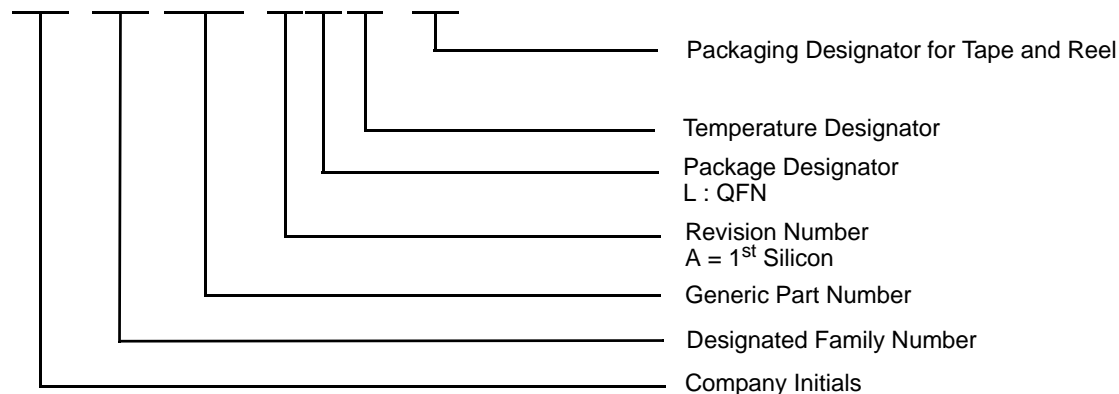 Packaging Designator for Tape and Reel
Temperature Designator
Package Designator
L : QFN
Revision Number
A = 1st Silicon
Generic Part Number
Designated Family Number
Company Initials